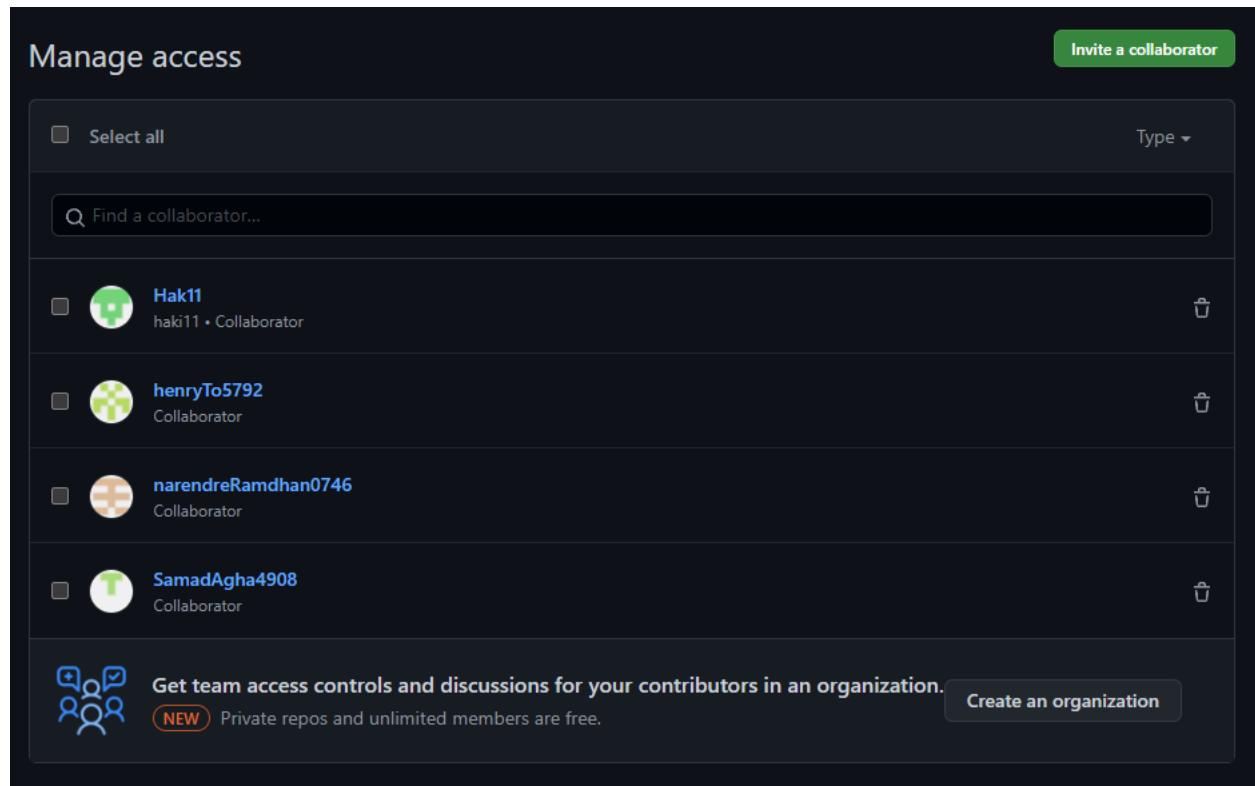 Manage access
Invite a collaborator
Select all
Type
Find a collaborator...
Hak11
haki11 • Collaborator
henryTo5792
Collaborator
narendreRamdhan0746
Collaborator
SamadAgha4908
Collaborator
Get team access controls and discussions for your contributors in an organization.
NEW Private repos and unlimited members are free.
Create an organization